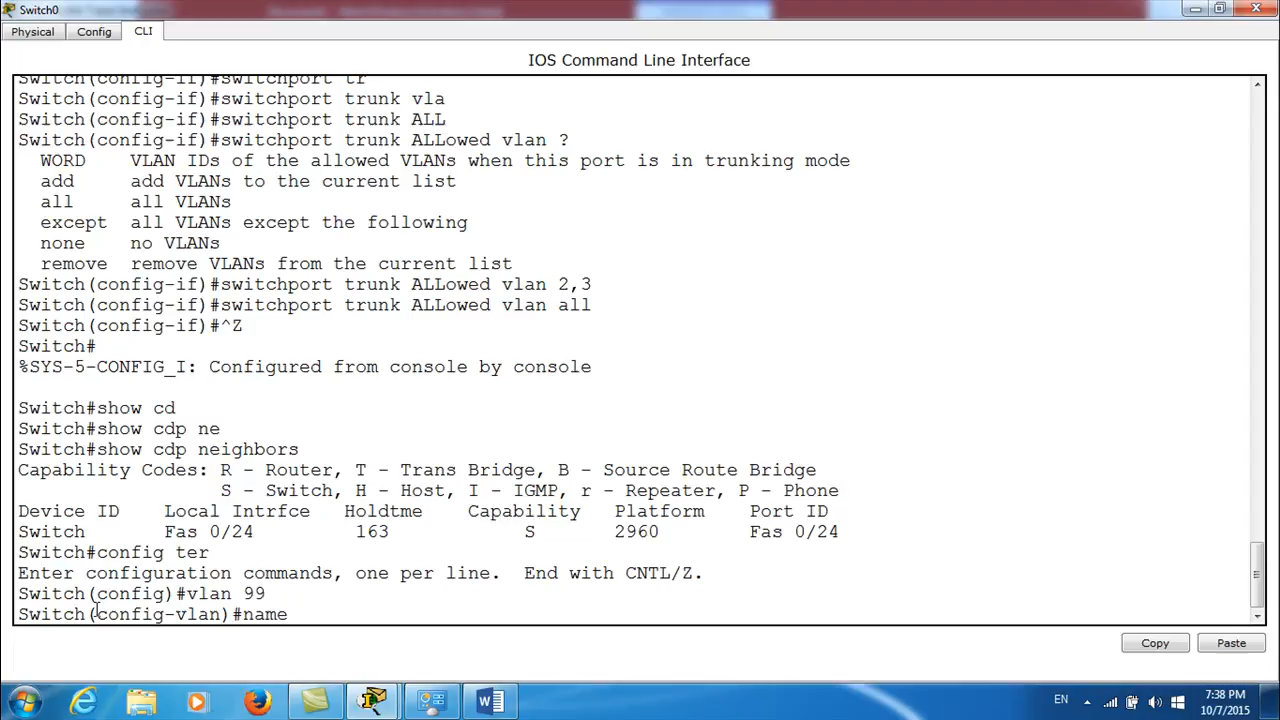 Switch0
Physical Config CLI
IOS Command Line Interface
Switch(config-if)#switchport tr
Switch(config-if)#switchport trunk vla
Switch(config-if)#switchport trunk ALL
Switch(config-if)#switchport trunk ALLowed vlan ?
WORD VLAN IDs of the allowed VLANs when this port is in trunking mode
add add VLANs to the current list
all all VLANs
except all VLANs except the following
none no VLANs
remove remove VLANs from the current list
Switch(config-if)#switchport trunk ALLowed vlan 2,3
Switch(config-if)#switchport trunk ALLowed vlan all
Switch(config-if)#^Z
Switch#
%SYS-5-CONFIG_I: Configured from console by console
Switch#show cd
Switch#show cdp ne
Switch#show cdp neighbors
Capability Codes: R - Router, T - Trans Bridge, B - Source Route Bridge
S - Switch, H - Host, I - IGMP, r - Repeater, P - Phone
Device ID Local Intrfce Holdtme Capability Platform Port ID
Switch Fas 0/24 163 S 2960 Fas 0/24
Switch#config ter
Enter configuration commands, one per line. End with CNTL/Z.
Switch(config)#vlan 99
Switch(config-vlan)#name
Copy Paste
EN 7:38 PM
10/7/2015